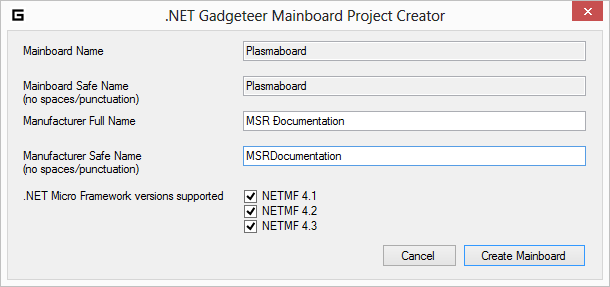 .NET Gadgeteer Mainboard Project Creator
Mainboard Name
Plasmaboard
Mainboard Safe Name
(no spaces/punctuation)
Plasmaboard
Manufacturer Full Name
MSR Đocumentation
Manufacturer Safe Name
(no spaces/punctuation)
MSRDocumentation
.NET Micro Framework versions supported
NETMF 4.1
NETMF 4.2
NETMF 4.3
Cancel
Create Mainboard